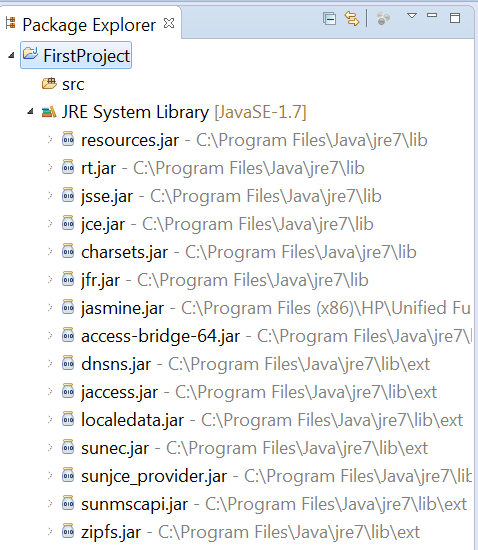 Package Explorer
FirstProject
src
JRE System Library [JavaSE-1.7]
resources.jar - C:\Program Files\Java\jre7\lib
rt.jar - C:\Program Files\Java\jre7\lib
jsse.jar - C:\Program Files\Java\jre7\lib
jce.jar - C:\Program Files\Java\jre7\lib
charsets.jar - C:\Program Files\Java\jre7\lib
jfr.jar - C:\Program Files\Java\jre7\lib
jasmine.jar - C:\Program Files (x86)\HP\Unified Fu
access-bridge-64.jar - C:\Program Files\Java\jre7\l
dnsns.jar - C:\Program Files\Java\jre7\lib\ext
jaccess.jar - C:\Program Files\Java\jre7\lib\ext
localedata.jar - C:\Program Files\Java\jre7\lib\ext
sunec.jar - C:\Program Files\Java\jre7\lib\ext
sunjce_provider.jar - C:\Program Files\Java\jre7\lib
sunmscapi.jar - C:\Program Files\Java\jre7\lib\ext
zipfs.jar - C:\Program Files\Java\jre7\lib\ext